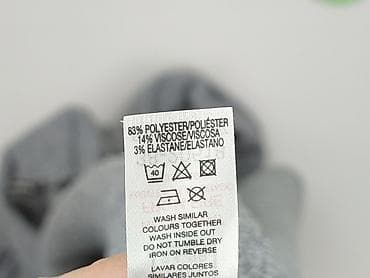 83% POLYESTER/POLIÉSTER
14% VISCOSE/VISCOSA
3% ELASTANE/ELASTANO
40
WASH SIMILAR
COLOURS TOGETHER
WASH INSIDE OUT
DO NOT TUMBLE DRY
IRON ON REVERSE
LAVAR COLORES
SIMILARES JUNTOS